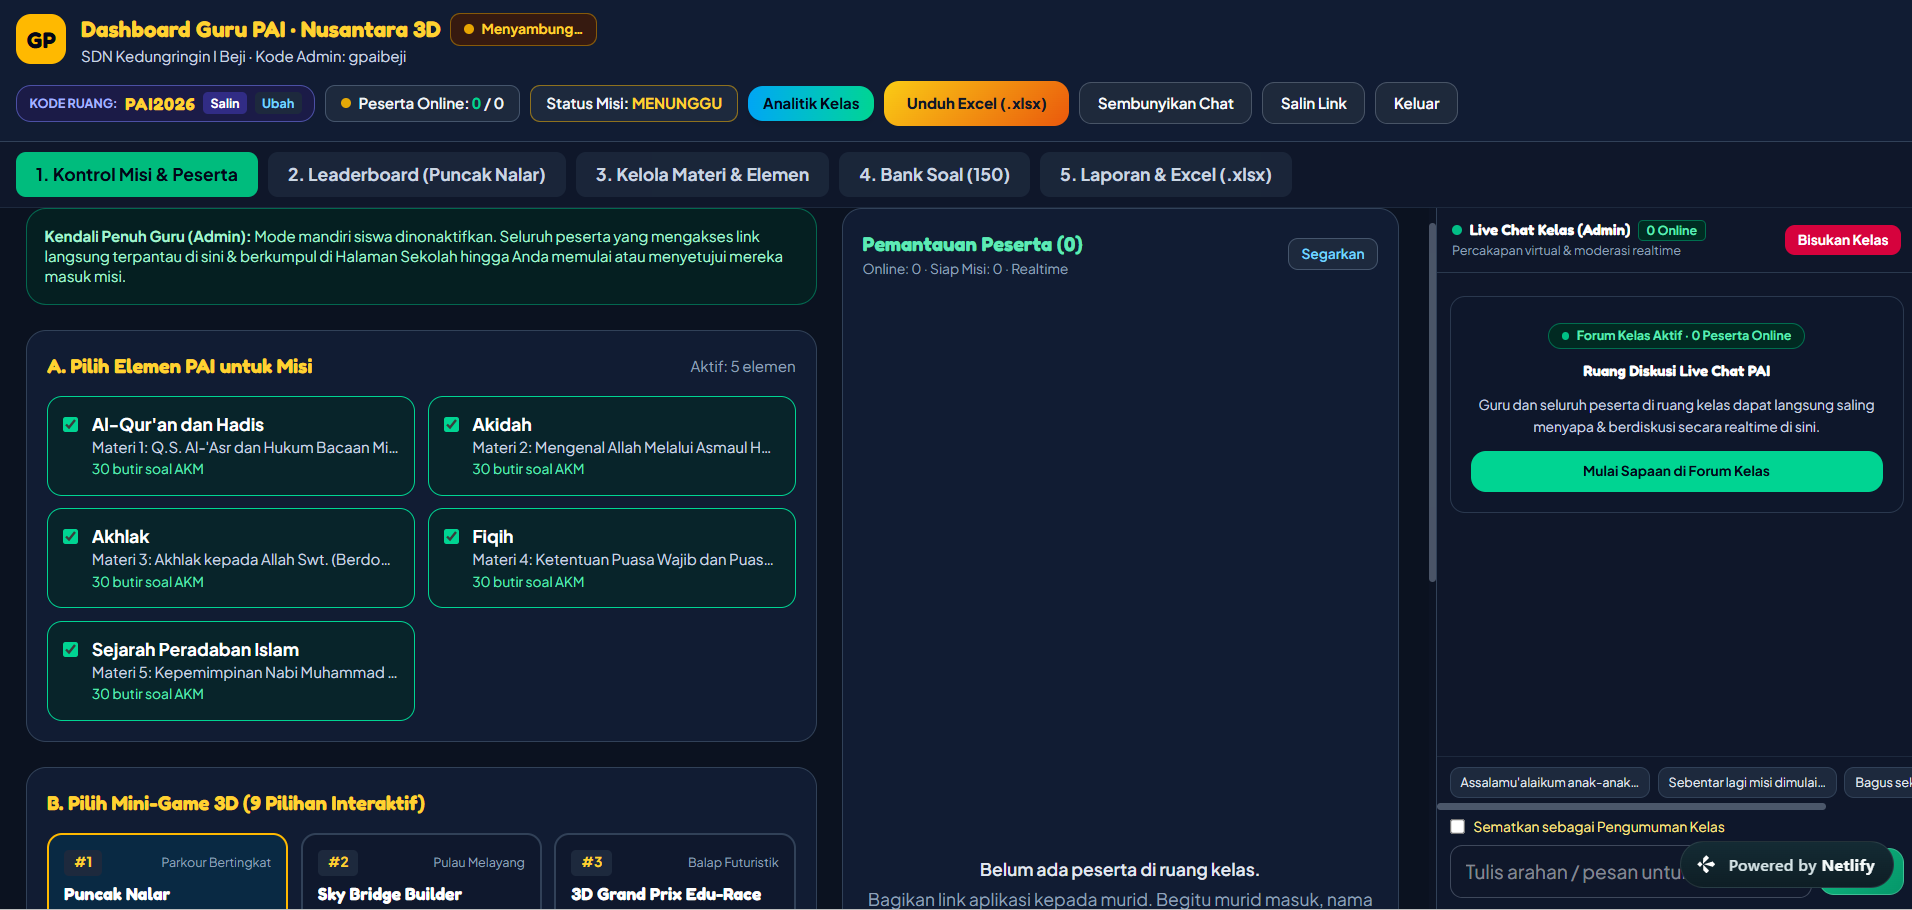 GP
Dashboard Guru PAI · Nusantara 3D
Menyambung...
SDN Kedungringin I Beji · Kode Admin: gpaibeji
KODE RUANG: PAI2026 Salin Ubah
Peserta Online: 0 / 0
Status Misi: MENUNGGU
Analitik Kelas
Unduh Excel (.xlsx)
Sembunyikan Chat
Salin Link
Keluar
1. Kontrol Misi & Peserta
2. Leaderboard (Puncak Nalar)
3. Kelola Materi & Elemen
4. Bank Soal (150)
5. Laporan & Excel (.xlsx)
Kendali Penuh Guru (Admin): Mode mandiri siswa dinonaktifkan. Seluruh peserta yang mengakses link
langsung terpantau di sini & berkumpul di Halaman Sekolah hingga Anda memulai atau menyetujui mereka
masuk misi.
A. Pilih Elemen PAI untuk Misi
Aktif: 5 elemen
Al-Qur'an dan Hadis
Materi 1: Q.S. Al-'Asr dan Hukum Bacaan Mi...
30 butir soal AKM
Akidah
Materi 2: Mengenal Allah Melalui Asmaul H...
30 butir soal AKM
Akhlak
Materi 3: Akhlak kepada Allah Swt. (Berdo...
30 butir soal AKM
Fiqih
Materi 4: Ketentuan Puasa Wajib dan Puas...
30 butir soal AKM
Sejarah Peradaban Islam
Materi 5: Kepemimpinan Nabi Muhammad ...
30 butir soal AKM
B. Pilih Mini-Game 3D (9 Pilihan Interaktif)
#1 Parkour Bertingkat
Puncak Nalar
#2 Pulau Melayang
Sky Bridge Builder
#3 Balap Futuristik
3D Grand Prix Edu-Race
Pemantauan Peserta (0)
Online: 0 · Siap Misi: 0 · Realtime
Segarkan
Belum ada peserta di ruang kelas.
Bagikan link aplikasi kepada murid. Begitu murid masuk, nama
Live Chat Kelas (Admin) 0 Online
Percakapan virtual & moderasi realtime
Bisukan Kelas
Forum Kelas Aktif · 0 Peserta Online
Ruang Diskusi Live Chat PAI
Guru dan seluruh peserta di ruang kelas dapat langsung saling
menyapa & berdiskusi secara realtime di sini.
Mulai Sapaan di Forum Kelas
Assalamu'alaikum anak-anak...
Sebentar lagi misi dimulai...
Bagus sek
Sematkan sebagai Pengumuman Kelas
Tulis arahan / pesan untu
Powered by Netlify